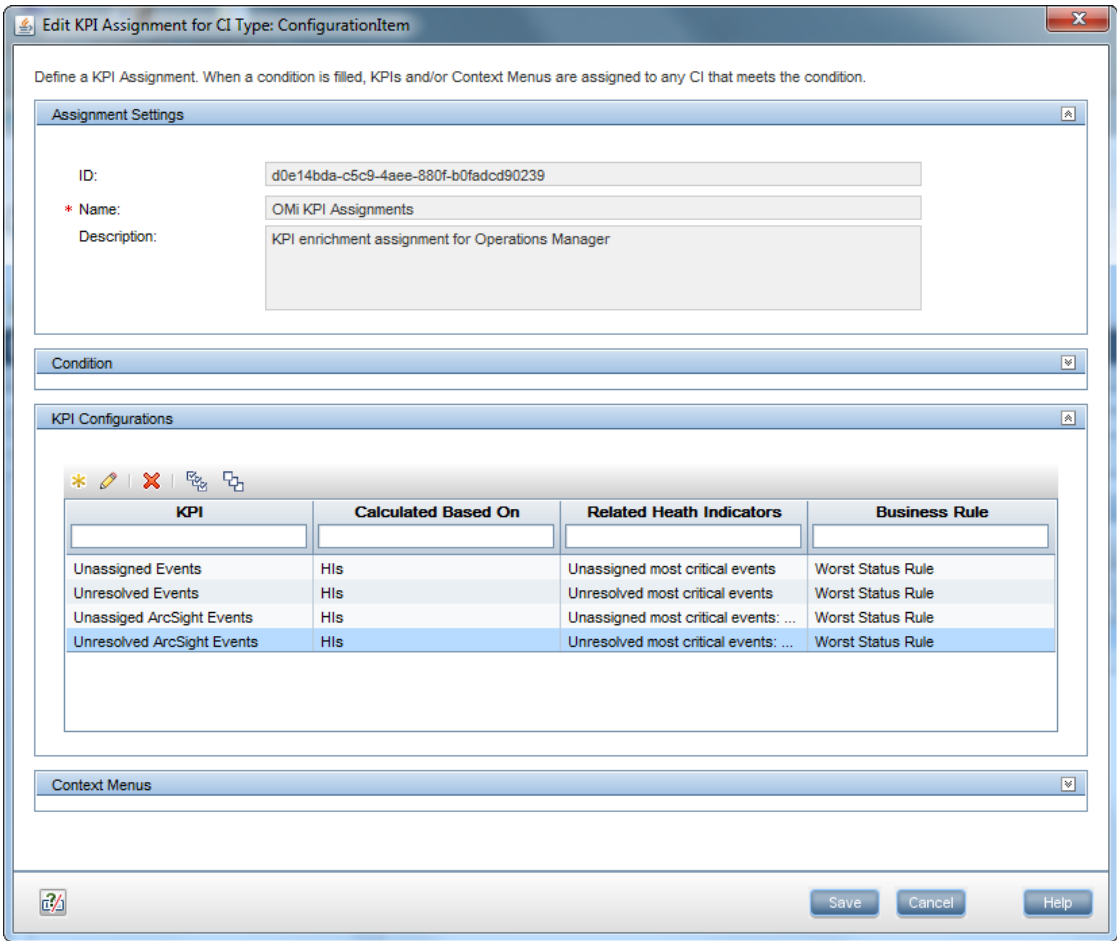 Edit KPI Assignment for CI Type: ConfigurationItem
Define a KPI Assignment. When a condition is filled, KPIs and/or Context Menus are assigned to any CI that meets the condition.
Assignment Settings
ID: d0e14bda-c5c9-4aee-880f-b0fadcd90239
* Name: OMi KPI Assignments
Description: KPI enrichment assignment for Operations Manager
Condition
KPI Configurations
KPI Calculated Based On Related Heath Indicators Business Rule
Unassigned Events HIs Unassigned most critical events Worst Status Rule
Unresolved Events HIs Unresolved most critical events Worst Status Rule
Unassiged ArcSight Events HIs Unassigned most critical events: ... Worst Status Rule
Unresolved ArcSight Events HIs Unresolved most critical events: ... Worst Status Rule
Context Menus
Save Cancel Help